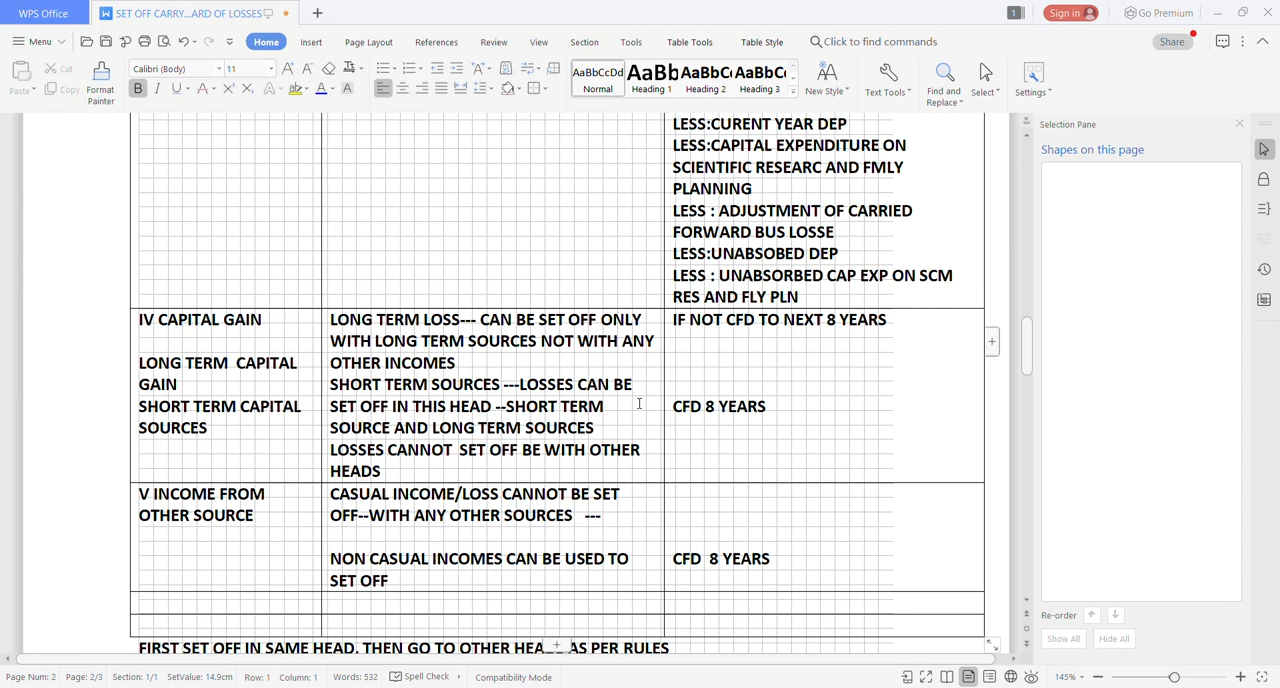 WPS Office
SET OFF CARRY...ARD OF LOSSES
1
Sign in
Go Premium
Menu
Home
Insert
Page Layout
References
Review
View
Section
Tools
Table Tools
Table Style
Click to find commands
Share
Paste
Cut
Copy
Format
Painter
Calibri (Body)
11
AaBbCcDd
Normal
AaBb
Heading 1
AaBbC
Heading 2
AaBbC
Heading 3
New Style
Text Tools
Find and
Replace
Select
Settings
LESS:CURENT YEAR DEP
LESS:CAPITAL EXPENDITURE ON
SCIENTIFIC RESEARC AND FMLY
PLANNING
LESS : ADJUSTMENT OF CARRIED
FORWARD BUS LOSSE
LESS:UNABSOBED DEP
LESS : UNABSORBED CAP EXP ON SCM
RES AND FLY PLN
IV CAPITAL GAIN
LONG TERM CAPITAL
GAIN
SHORT TERM CAPITAL
SOURCES
LONG TERM LOSS--- CAN BE SET OFF ONLY
WITH LONG TERM SOURCES NOT WITH ANY
OTHER INCOMES
SHORT TERM SOURCES ---LOSSES CAN BE
SET OFF IN THIS HEAD --SHORT TERM
SOURCE AND LONG TERM SOURCES
LOSSES CANNOT SET OFF BE WITH OTHER
HEADS
IF NOT CFD TO NEXT 8 YEARS
CFD 8 YEARS
V INCOME FROM
OTHER SOURCE
CASUAL INCOME/LOSS CANNOT BE SET
OFF--WITH ANY OTHER SOURCES ---
NON CASUAL INCOMES CAN BE USED TO
SET OFF
CFD 8 YEARS
FIRST SET OFF IN SAME HEAD. THEN GO TO OTHER HEA AS PER RULES
Selection Pane
Shapes on this page
Re-order
Show All
Hide All
Page Num: 2
Page: 2/3
Section: 1/1
SetValue: 14.9cm
Row: 1
Column: 1
Words: 532
Spell Check
Compatibility Mode
145%